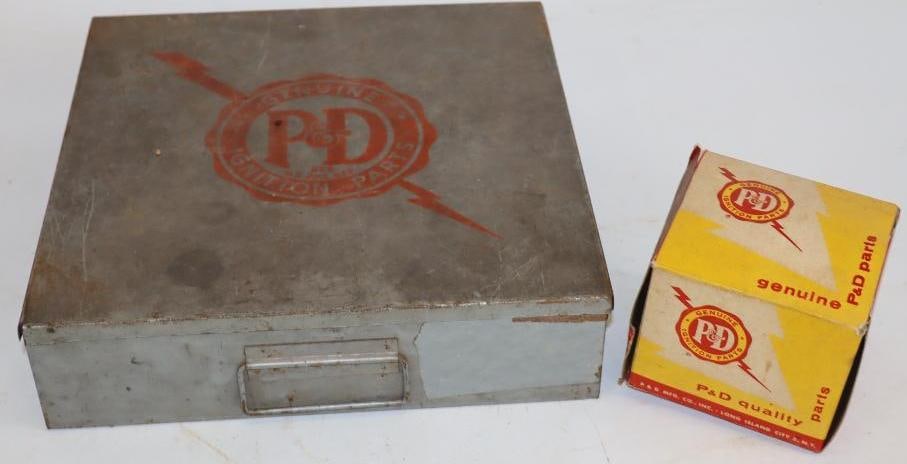 GENUINE
P&D
IGNITION PARTS
GENUINE
P&D
IGNITION PARTS
genuine
P&D parts
GENUINE
P&D
IGNITION PARTS
®
P&D quality
parts
P. & D. MFG. CO., INC. - LONG ISLAND CITY 2, N.Y.